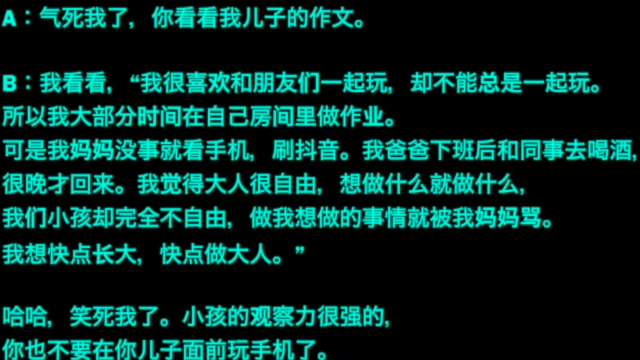 A：气死我了，你看看我儿子的作文。
B：我看看，“我很喜欢和朋友们一起玩，却不能总是一起玩。
所以我大部分时间在自己房间里做作业。
可是我妈妈没事就看手机，刷抖音。我爸爸下班后和同事去喝酒,
很晚才回来。我觉得大人很自由，想做什么就做什么，
我们小孩却完全不自由，做我想做的事情就被我妈妈骂。
我想快点长大，快点做大人。”
哈哈，笑死我了。小孩的观察力很强的，
你也不要在你儿子面前玩手机了。